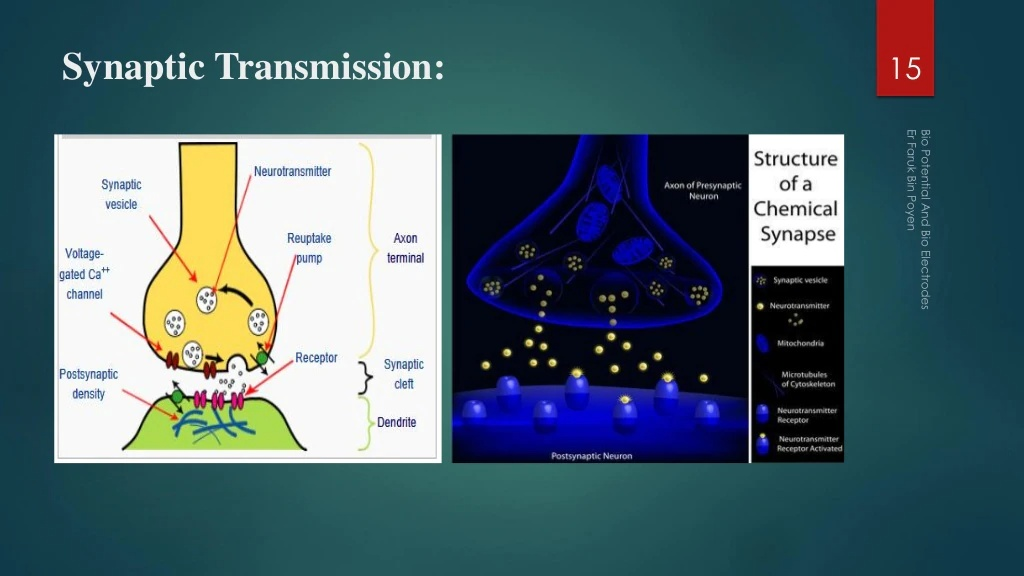 Synaptic Transmission:
15
Bio Potential And Bio Electrodes
Er Faruk Bin Poyen
Synaptic
vesicle
Neurotransmitter
Voltage-
gated Ca++
channel
Reuptake
pump
Axon
terminal
Postsynaptic
density
Receptor
Synaptic
cleft
Dendrite
Axon of Presynaptic
Neuron
Postsynaptic Neuron
Structure
of a
Chemical
Synapse
Synaptic vesicle
Neurotransmitter
Mitochondria
Microtubules
of Cytoskeleton
Neurotransmitter
Receptor
Neurotransmitter
Receptor Activated